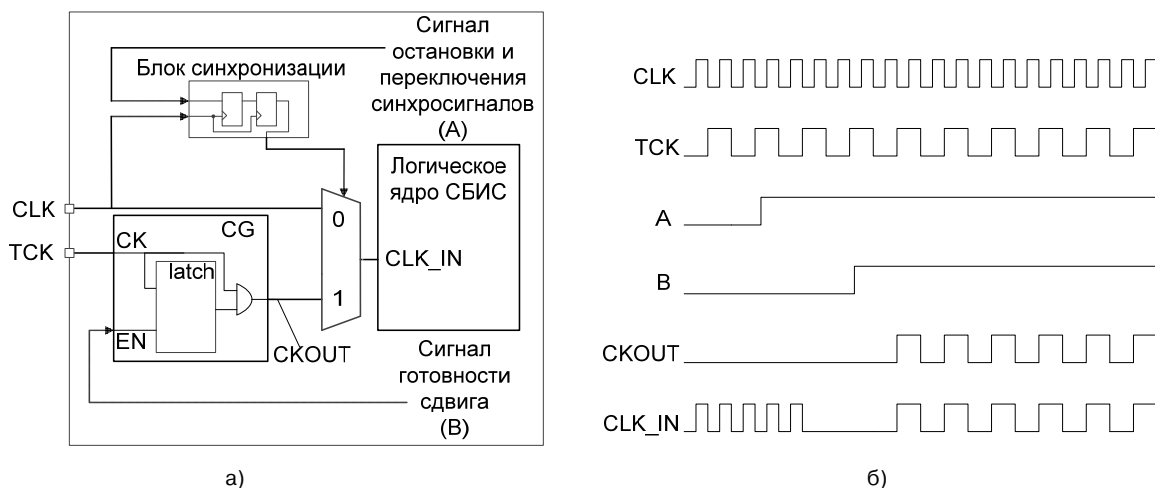 Сигнал
остановки и
переключения
синхросигналов
(A)
Блок синхронизации
Логическое
ядро СБИС
CLK
0
CG
TCK
CK
latch
CLK_IN
1
EN
CKOUT
Сигнал
готовности
сдвига
(B)
а)
CLK
TCK
A
B
CKOUT
CLK_IN
б)